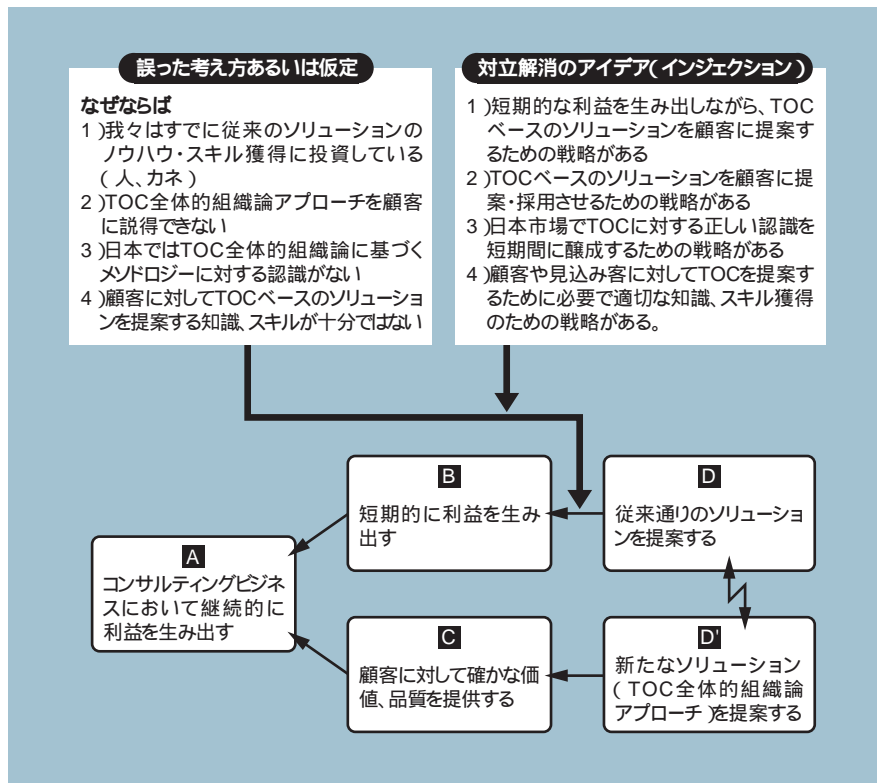 誤った考え方あるいは仮定
なぜならば
1)我々はすでに従来のソリューションの
ノウハウ・スキル獲得に投資している
(人、カネ)
2)TOC全体的組織論アプローチを顧客
に説得できない
3)日本ではTOC全体的組織論に基づく
メソドロジーに対する認識がない
4)顧客に対してTOCベースのソリューショ
ンを提案する知識、スキルが十分ではない
対立解消のアイデア(インジェクション)
1)短期的な利益を生み出しながら、TOC
ベースのソリューションを顧客に提案す
るための戦略がある
2)TOCベースのソリューションを顧客に提
案・採用させるための戦略がある
3)日本市場でTOCに対する正しい認識を
短期間に醸成するための戦略がある
4)顧客や見込み客に対してTOCを提案す
るために必要で適切な知識、スキル獲得
のための戦略がある。
A
コンサルティングビジネ
スにおいて継続的に
利益を生み出す
B
短期的に利益を生み
出す
C
顧客に対して確かな価
値、品質を提供する
D
従来通りのソリューショ
ンを提案する
D'
新たなソリューション
(TOC全体的組織論
アプローチ)を提案する